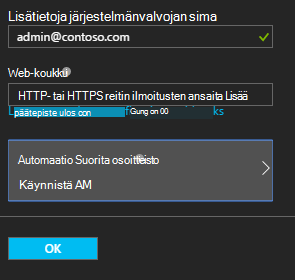 Lisätietoja järjestelmänvalvojan sima
admin@contoso.com
Web-koukku
HTTP- tai HTTPS reitin ilmoitusten ansaita Lisää
päätepiste ulos oon Gung on 00 ks
Automaatio Suorita osoitteisto
Käynnistä AM
OK